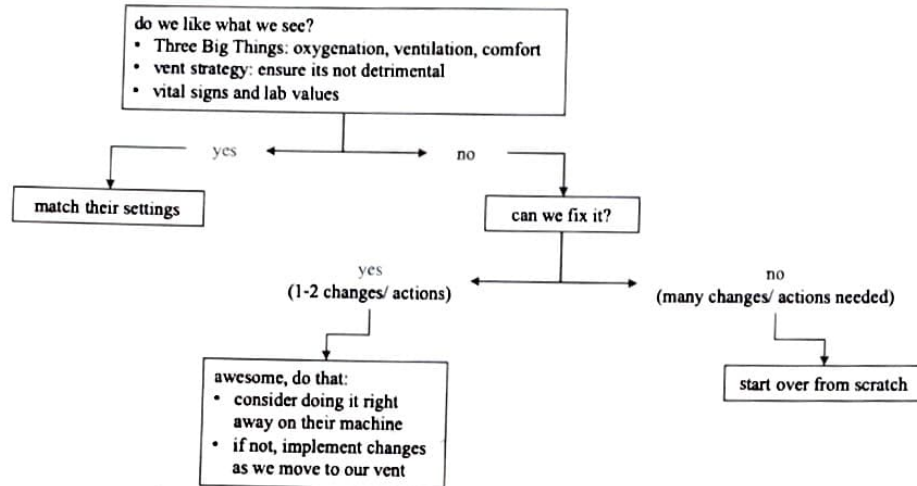 do we like what we see?
• Three Big Things: oxygenation, ventilation, comfort
• vent strategy: ensure its not detrimental
• vital signs and lab values
yes
no
match their settings
can we fix it?
yes
(1-2 changes/ actions)
no
(many changes/ actions needed)
awesome, do that:
• consider doing it right
away on their machine
• if not, implement changes
as we move to our vent
start over from scratch